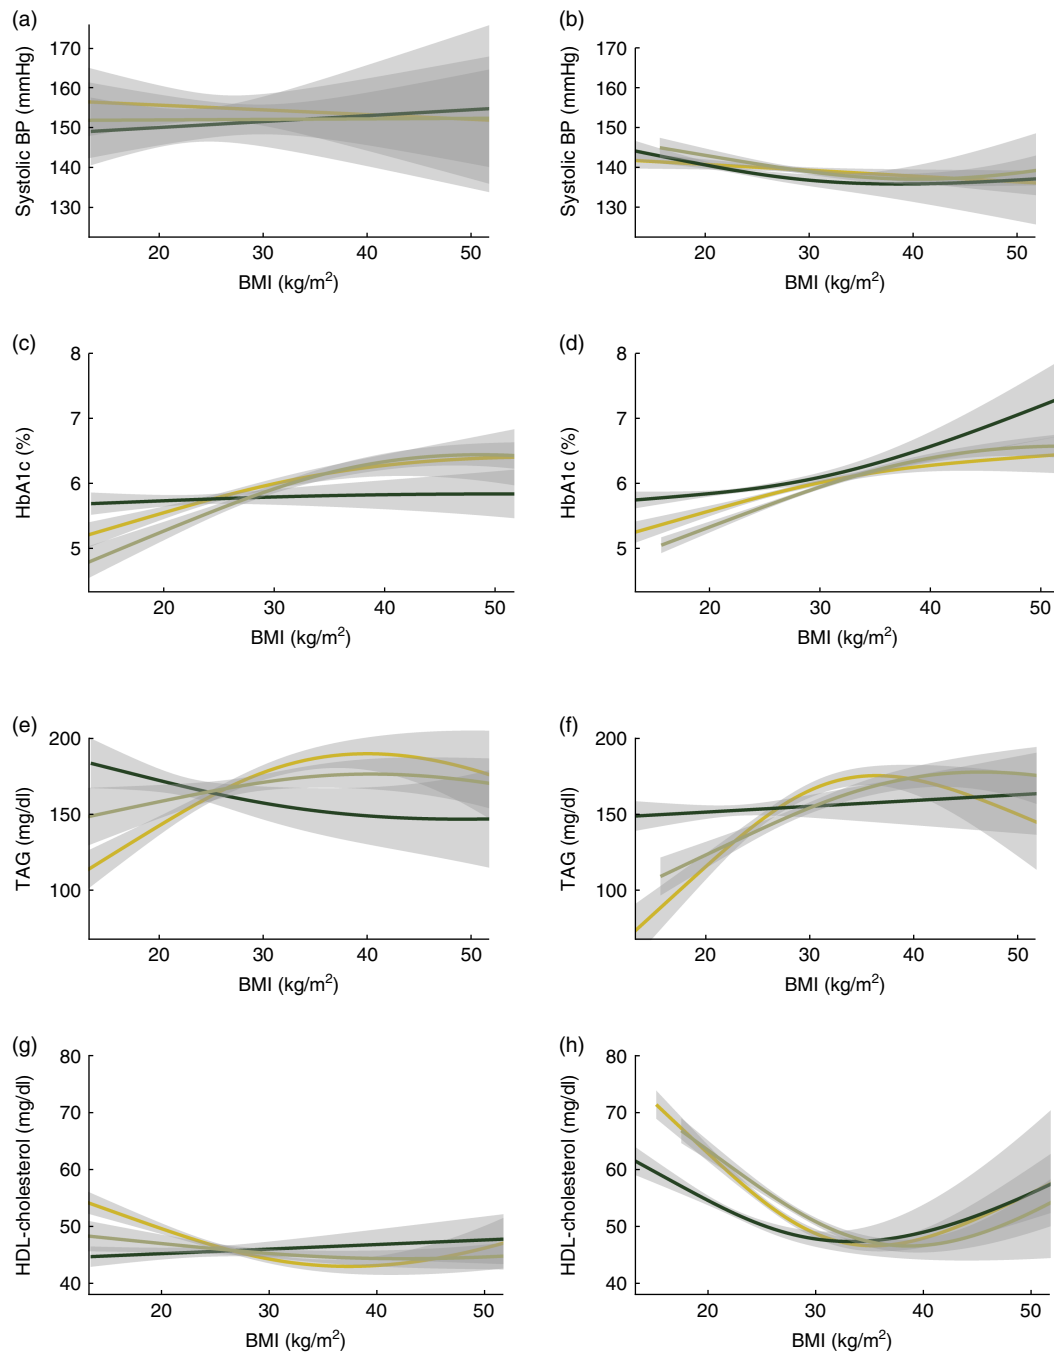 (a)
Systolic BP (mmHg)
170
160
150
140
130
20 30 40 50
BMI (kg/m²)
(b)
Systolic BP (mmHg)
170
160
150
140
130
20 30 40 50
BMI (kg/m²)
(c)
HbA1c (%)
8
7
6
5
20 30 40 50
BMI (kg/m²)
(d)
HbA1c (%)
8
7
6
5
20 30 40 50
BMI (kg/m²)
(e)
TAG (mg/dl)
200
150
100
20 30 40 50
BMI (kg/m²)
(f)
TAG (mg/dl)
200
150
100
20 30 40 50
BMI (kg/m²)
(g)
HDL-cholesterol (mg/dl)
80
70
60
50
40
20 30 40 50
BMI (kg/m²)
(h)
HDL-cholesterol (mg/dl)
80
70
60
50
40
20 30 40 50
BMI (kg/m²)